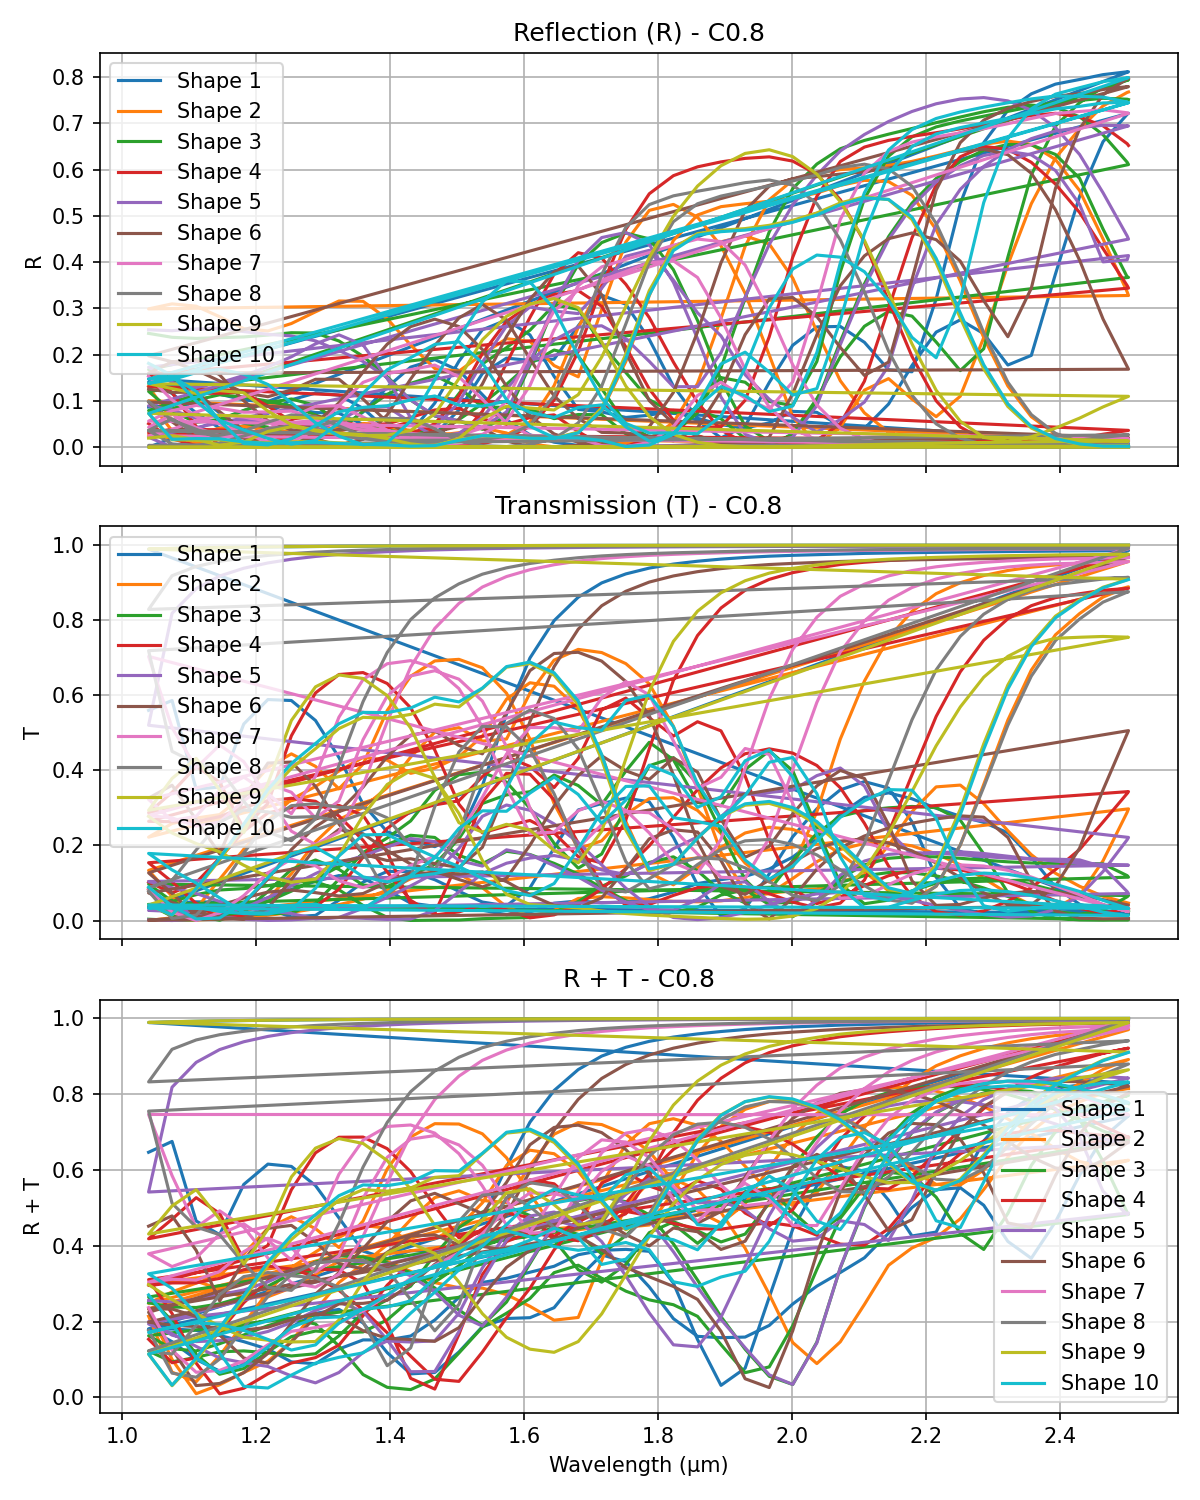 Reflection (R) - C0.8
0.8
0.7
0.6
0.5
0.4
0.3
0.2
0.1
0.0
R
Shape 1
Shape 2
Shape 3
Shape 4
Shape 5
Shape 6
Shape 7
Shape 8
Shape 9
Shape 10
Transmission (T) - C0.8
1.0
0.8
0.6
0.4
0.2
0.0
T
Shape 1
Shape 2
Shape 3
Shape 4
Shape 5
Shape 6
Shape 7
Shape 8
Shape 9
Shape 10
R + T - C0.8
1.0
0.8
0.6
0.4
0.2
0.0
R + T
Shape 1
Shape 2
Shape 3
Shape 4
Shape 5
Shape 6
Shape 7
Shape 8
Shape 9
Shape 10
1.0 1.2 1.4 1.6 1.8 2.0 2.2 2.4
Wavelength (μm)